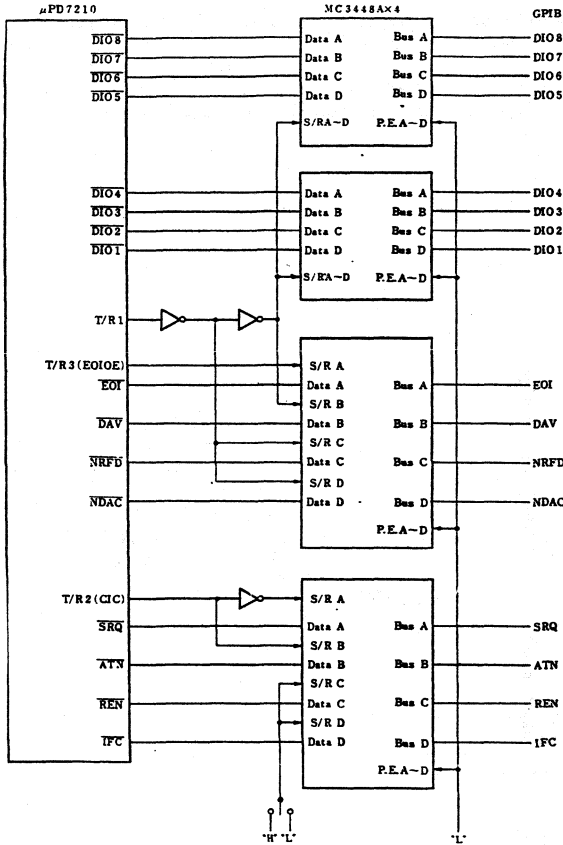 μPD7210 MC3448A×4 GPIB
DIO8 Data A Bus A DIO8
DIO7 Data B Bus B DIO7
DIO6 Data C Bus C DIO6
DIO5 Data D Bus D DIO5
S/RA~D P.E.A~D
DIO4 Data A Bus A DIO4
DIO3 Data B Bus B DIO3
DIO2 Data C Bus C DIO2
DIO1 Data D Bus D DIO1
S/RA~D P.E.A~D
T/R1
T/R3(EOIOE) S/R A
EOI Data A Bus A EOI
S/R B
DAV Data B Bus B DAV
S/R C
NRFD Data C Bus C NRFD
S/R D
NDAC Data D Bus D NDAC
P.E.A~D
T/R2(CIC) S/R A
SRQ Data A Bus A SRQ
S/R B
ATN Data B Bus B ATN
S/R C
REN Data C Bus C REN
S/R D
IFC Data D Bus D IFC
P.E.A~D
"H" "L" "L"